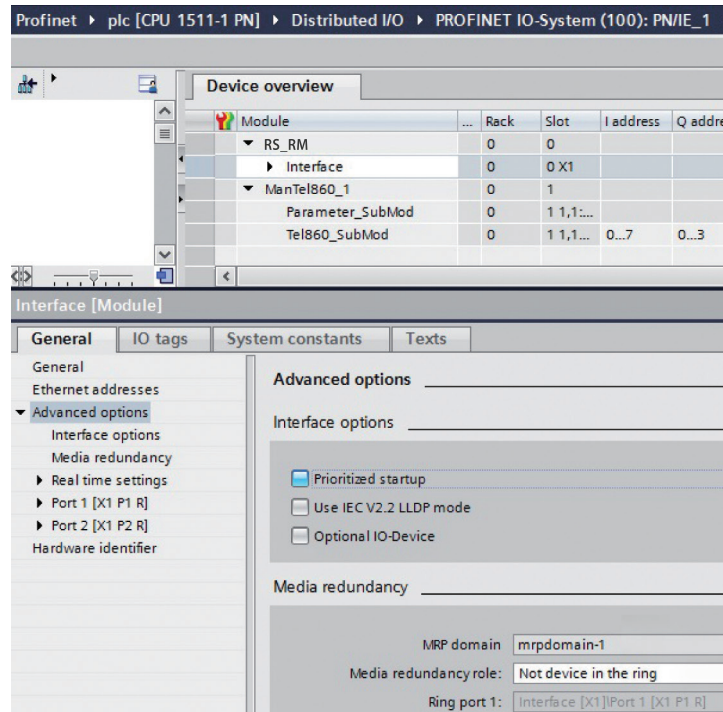 Profinet ▸ plc [CPU 1511-1 PN] ▸ Distributed I/O ▸ PROFINET IO-System (100): PN/IE_1
Device overview
Module ... Rack Slot I address Q addre
RS_RM 0 0
Interface 0 0 X1
ManTel860_1 0 1
Parameter_SubMod 0 1 1,1:...
Tel860_SubMod 0 1 1,1... 0...7 0...3
Interface [Module]
General IO tags System constants Texts
General
Ethernet addresses
Advanced options
Interface options
Media redundancy
Real time settings
Port 1 [X1 P1 R]
Port 2 [X1 P2 R]
Hardware identifier
Advanced options
Interface options
Prioritized startup
Use IEC V2.2 LLDP mode
Optional IO-Device
Media redundancy
MRP domain mrpdomain-1
Media redundancy role: Not device in the ring
Ring port 1: Interface [X1]\Port 1 [X1 P1 R]